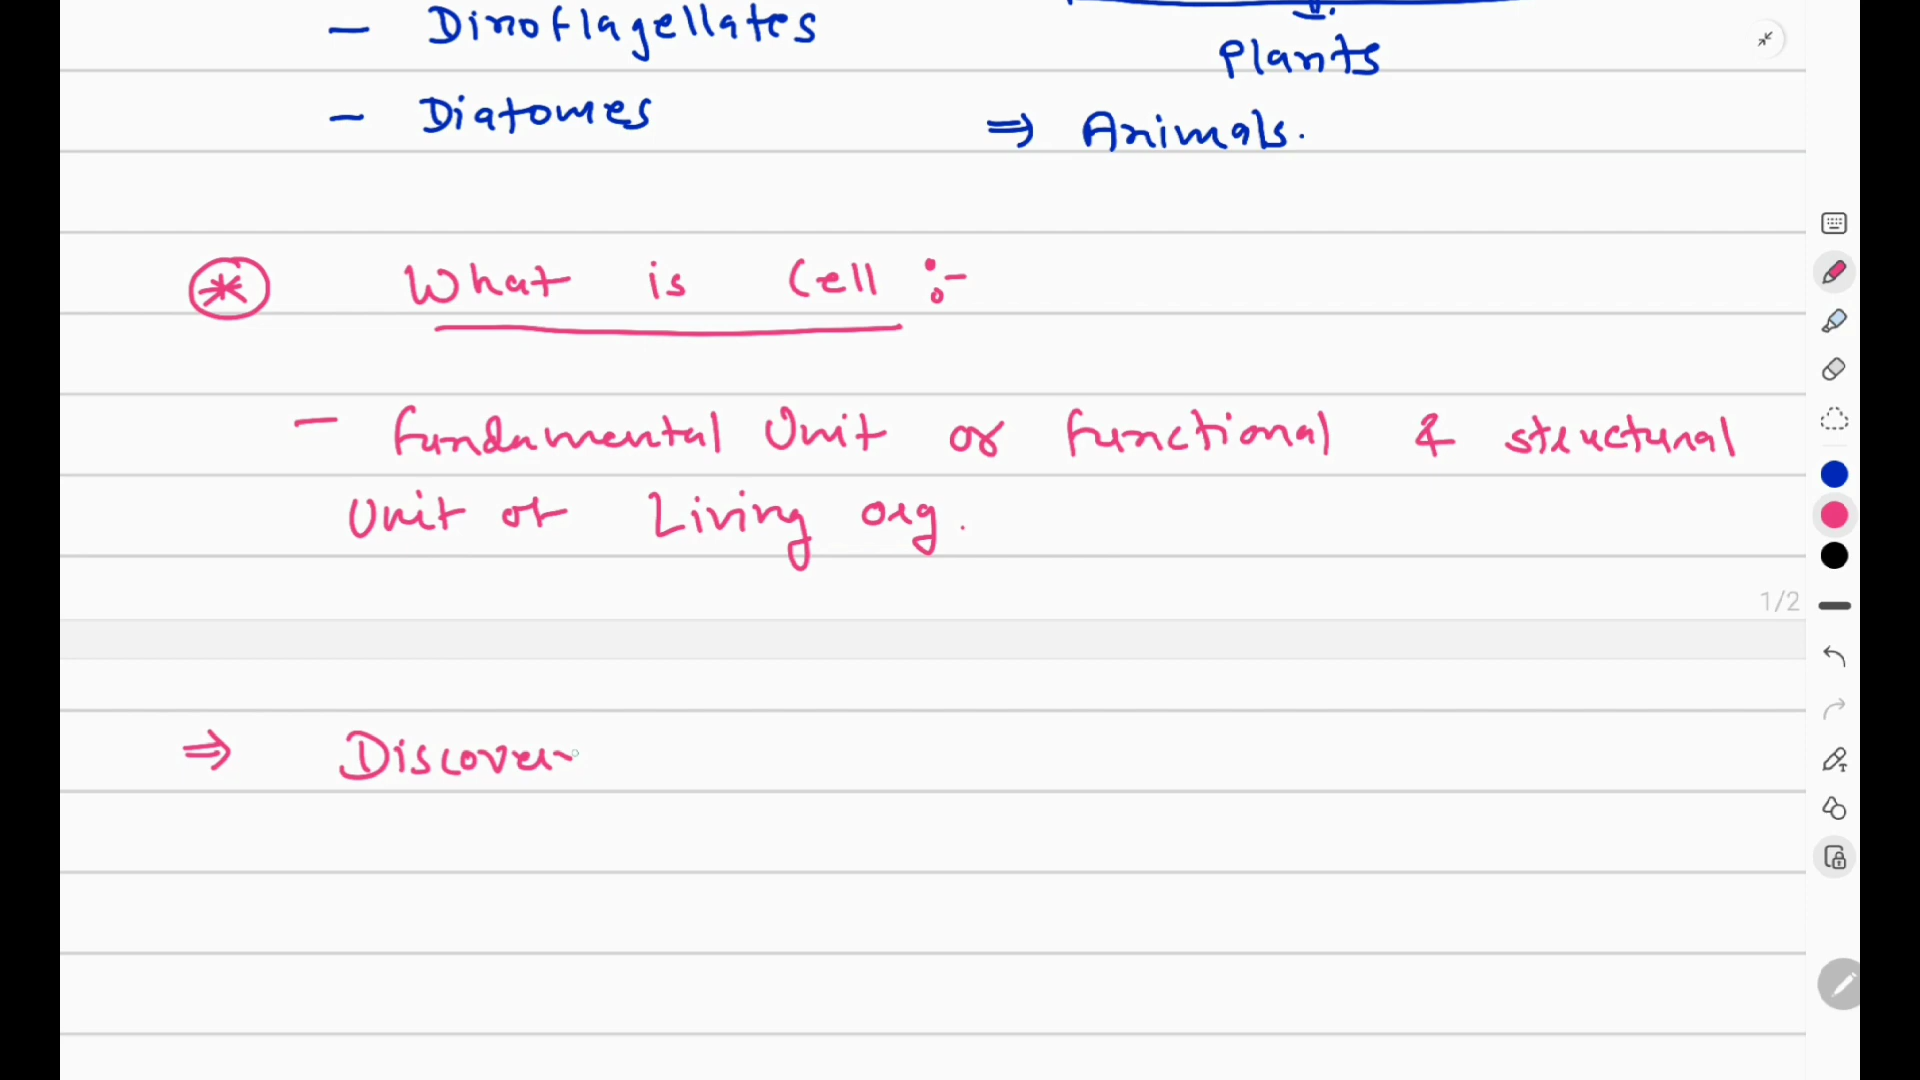 - Dinoflagellates
Plants
- Diatomes
⇒ Animals.
* What is Cell :-
- fundamental Unit or functional & structural
Unit of Living org.
1/2
⇒ Discover